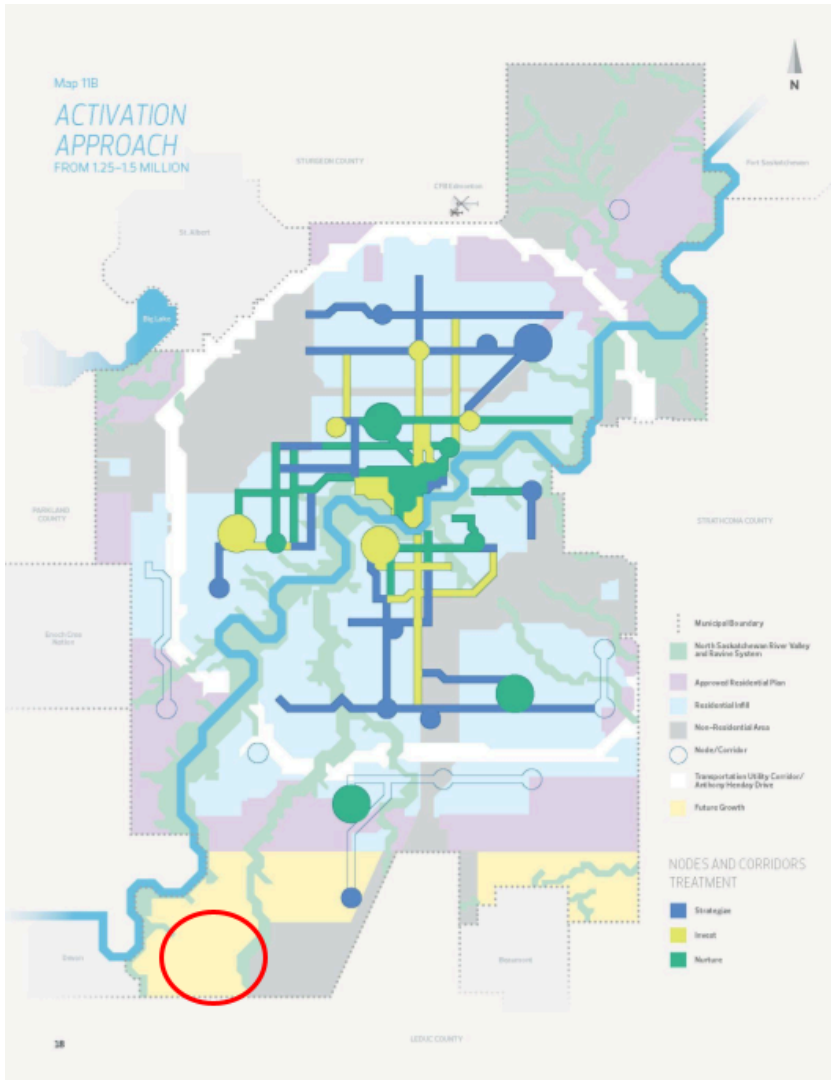 Map 11B
N
ACTIVATION
APPROACH
FROM 1.25–1.5 MILLION
STURGEON COUNTY
Fort Saskatchewan
CFB Edmonton
St. Albert
Big Lake
PARKLAND
COUNTY
STRATHCONA COUNTY
Enoch Cree
Nation
Municipal Boundary
North Saskatchewan River Valley
and Ravine System
Approved Residential Plan
Residential Infill
Non-Residential Area
Node/Corridor
Transportation Utility Corridor/
Anthony Henday Drive
Future Growth
NODES AND CORRIDORS
TREATMENT
Strategize
Invest
Nurture
Devon
Beaumont
LEDUC COUNTY
38